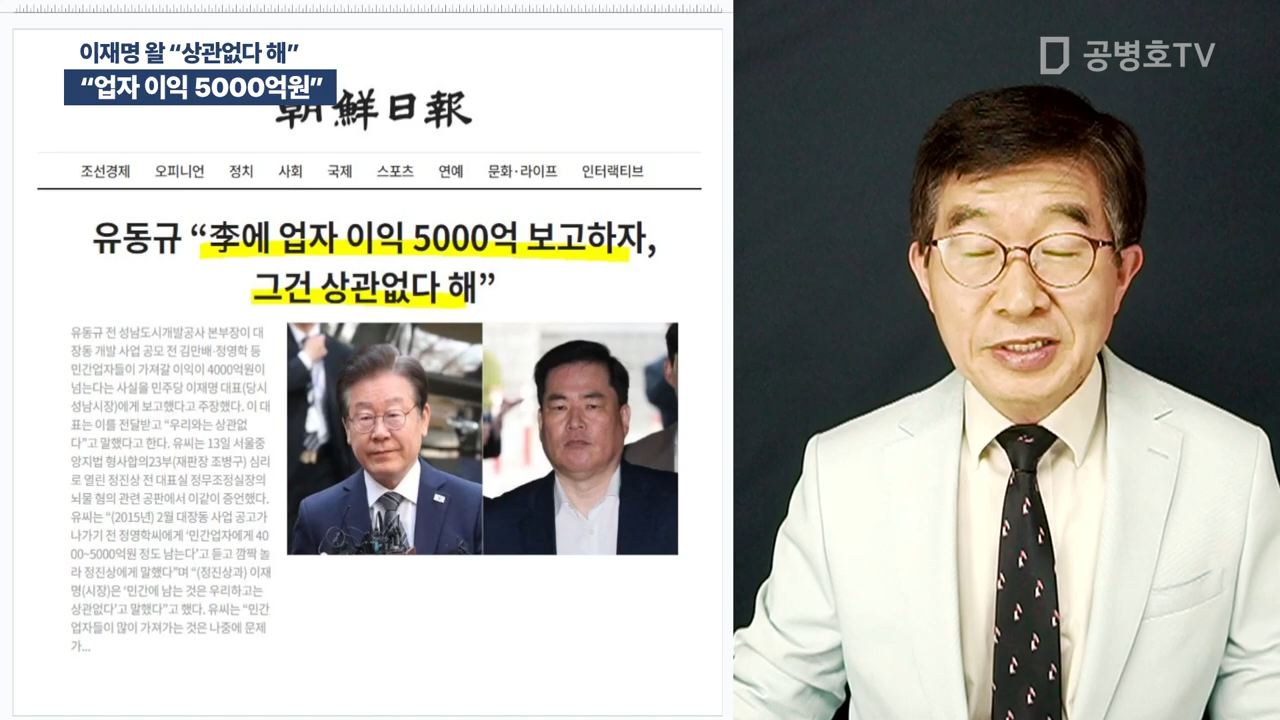 이재명 왈 “상관없다 해”
“업자 이익 5000억원”
朝鮮日報
조선경제 오피니언 정치 사회 국제 스포츠 연예 문화·라이프 인터랙티브
유동규 “李에 업자 이익 5000억 보고하자,
그건 상관없다 해”
유동규 전 성남도시개발공사 본부장이 대
장동 개발 사업 공모 전 김만배·정영학 등
민간업자들이 가져갈 이익이 4000억원이
넘는다는 사실을 민주당 이재명 대표(당시
성남시장)에게 보고했다고 주장했다. 이 대
표는 이를 전달받고 “우리와는 상관없
다”고 말했다고 한다. 유씨는 13일 서울중
앙지법 형사합의23부(재판장 조병구) 심리
로 열린 정진상 전 대표실 정무조정실장의
뇌물 혐의 관련 공판에서 이같이 증언했다.
유씨는 “(2015년) 2월 대장동 사업 공고가
나가기 전 정영학씨에게 ‘민간업자에게 40
00~5000억원 정도 남는다’고 듣고 깜짝 놀
라 정진상에게 말했다”며 “(정진상과) 이재
명(시장)은 ‘민간에 남는 것은 우리하고는
상관없다’고 말했다”고 했다. 유씨는 “민간
업자들이 많이 가져가는 것은 나중에 문제
가...
공병호TV